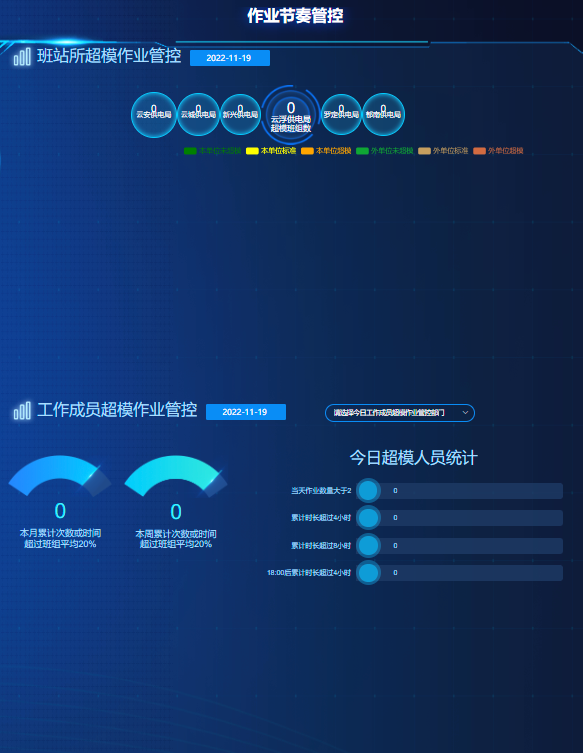 作业节奏管控
班站所超模作业管控
2022-11-19
0
云安供电局
0
云城供电局
0
新兴供电局
0
云浮供电局
超模班组数
0
罗定供电局
0
郁南供电局
本单位未超模 本单位标准 本单位超模 外单位未超模 外单位标准 外单位超模
工作成员超模作业管控
2022-11-19
请选择今日工作成员超模作业管控部门
0
本月累计次数或时间
超过班组平均20%
0
本周累计次数或时间
超过班组平均20%
今日超模人员统计
当天作业数量大于2 0
累计时长超过4小时 0
累计时长超过8小时 0
18:00后累计时长超过4小时 0